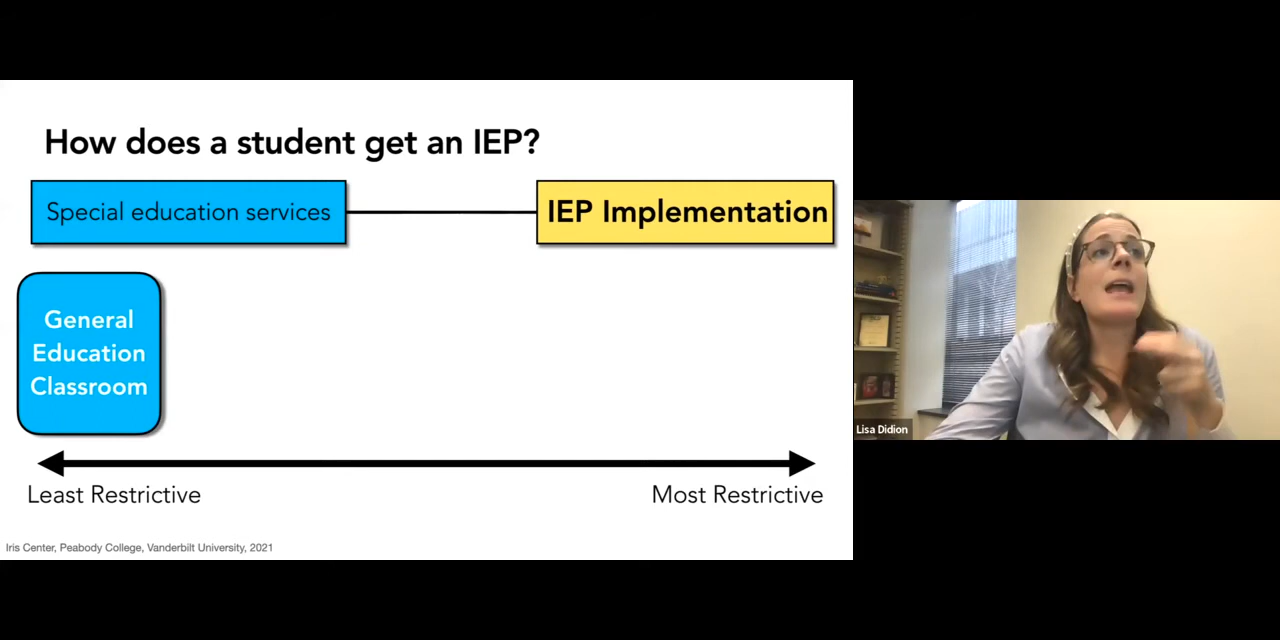 How does a student get an IEP?
Special education services
IEP Implementation
General
Education
Classroom
Least Restrictive
Most Restrictive
Iris Center, Peabody College, Vanderbilt University, 2021
Lisa Didion